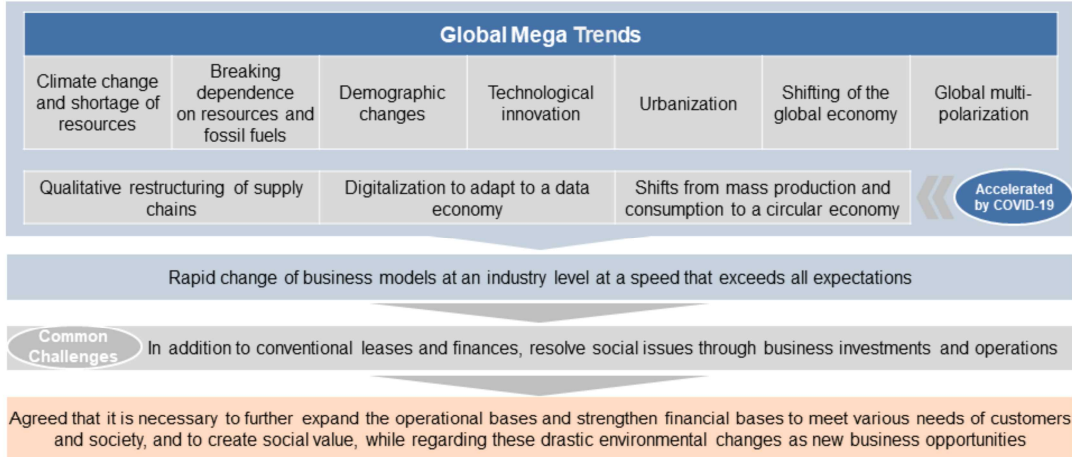 Global Mega Trends
Climate change
and shortage of
resources
Breaking
dependence
on resources and
fossil fuels
Demographic
changes
Technological
innovation
Urbanization
Shifting of the
global economy
Global multi-
polarization
Qualitative restructuring of supply
chains
Digitalization to adapt to a data
economy
Shifts from mass production and
consumption to a circular economy
Accelerated
by COVID-19
Rapid change of business models at an industry level at a speed that exceeds all expectations
Common
Challenges
In addition to conventional leases and finances, resolve social issues through business investments and operations
Agreed that it is necessary to further expand the operational bases and strengthen financial bases to meet various needs of customers
and society, and to create social value, while regarding these drastic environmental changes as new business opportunities